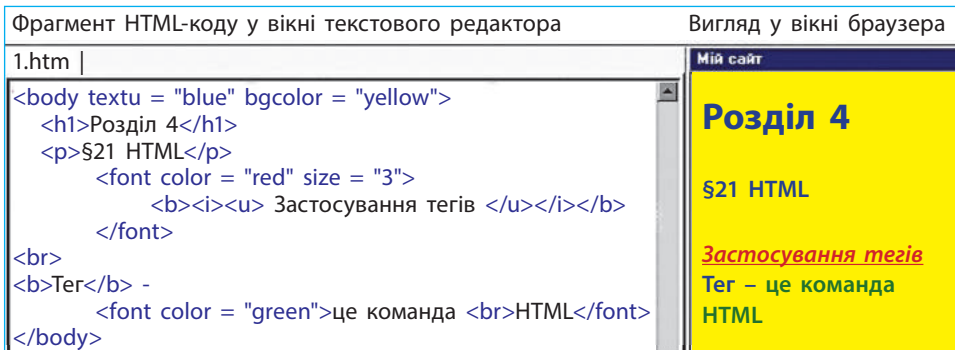 Фрагмент HTML-коду у вікні текстового редактора
Вигляд у вікні браузера
1.htm |
<body textu = "blue" bgcolor = "yellow">
<h1>Розділ 4</h1>
<p>§21 HTML</p>
<font color = "red" size = "3">
<b><i><u> Застосування тегів </u></i></b>
</font>
<br>
<b>Тег</b> -
<font color = "green">це команда <br>HTML</font>
</body>
Мій сайт
Розділ 4
§21 HTML
Застосування тегів
Тег – це команда
HTML